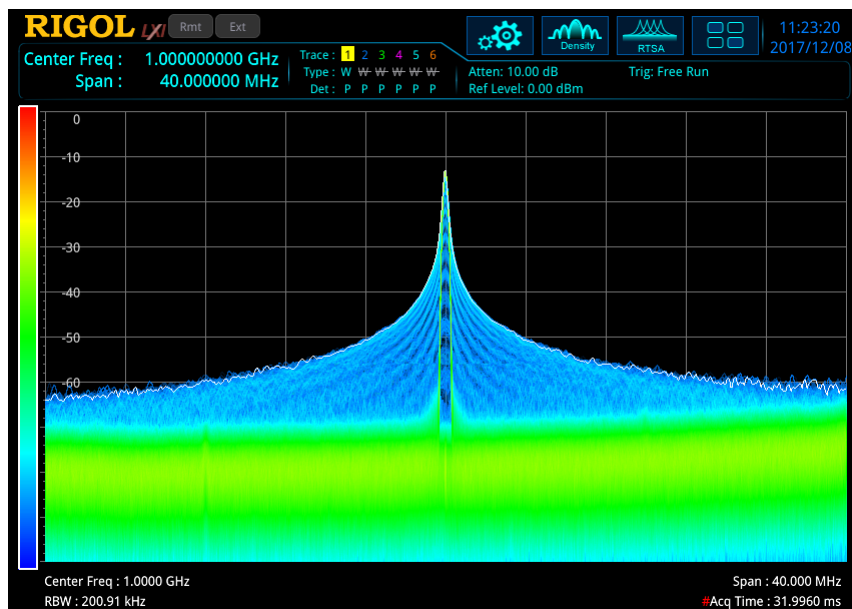 RIGOL LXI Rmt Ext
Density
RTSA
11:23:20
2017/12/08
Center Freq : 1.000000000 GHz
Span : 40.000000 MHz
Trace : 1 2 3 4 5 6
Type : W W W W W W
Det : P P P P P P
Atten: 10.00 dB
Ref Level: 0.00 dBm
Trig: Free Run
0
-10
-20
-30
-40
-50
-60
Center Freq : 1.0000 GHz
Span : 40.000 MHz
RBW : 200.91 kHz
#Acq Time : 31.9960 ms